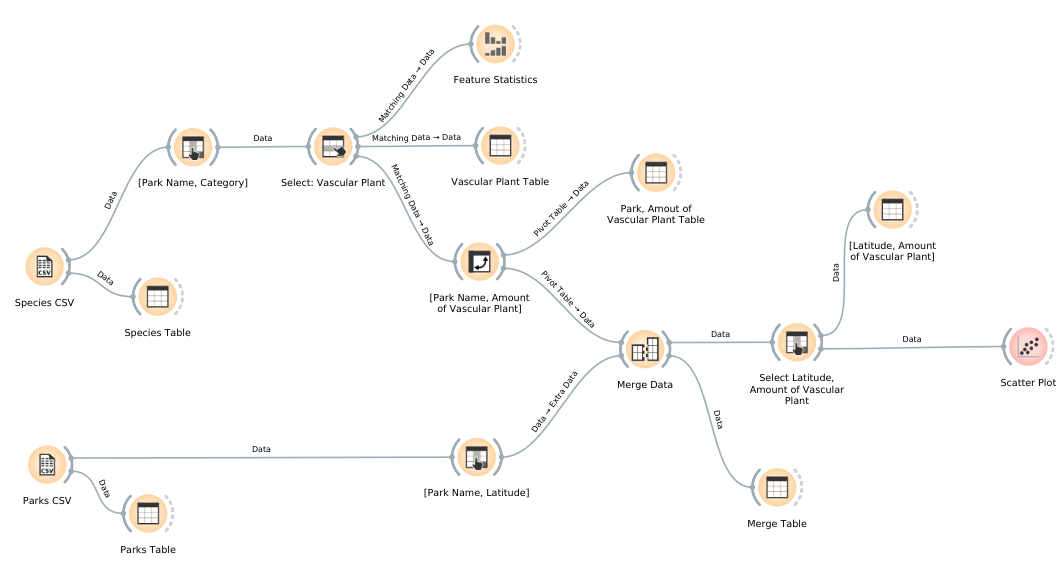 Matching Data → Data
Feature Statistics
Data
Matching Data → Data
[Park Name, Category]
Select: Vascular Plant
Vascular Plant Table
Data
Matching Data → Data
Pivot Table → Data
Park, Amout of
Vascular Plant Table
CSV
Species CSV
Data
Species Table
[Park Name, Amount
of Vascular Plant]
Pivot Table → Data
[Latitude, Amount
of Vascular Plant]
Data
Merge Data
Data
Select Latitude,
Amount of Vascular
Plant
Data
Scatter Plot
Data → Extra Data
Data
CSV
Parks CSV
Data
Data
[Park Name, Latitude]
Parks Table
Merge Table